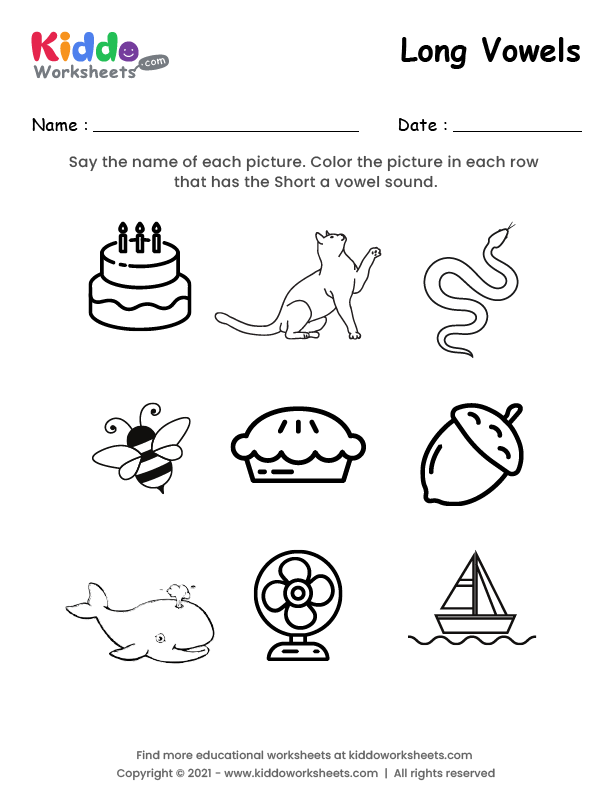 Kiddo
Worksheets.com
Long Vowels
Name :
Date :
Say the name of each picture. Color the picture in each row
that has the Short a vowel sound.
Find more educational worksheets at kiddoworksheets.com
Copyright © 2021 - www.kiddoworksheets.com | All rights reserved